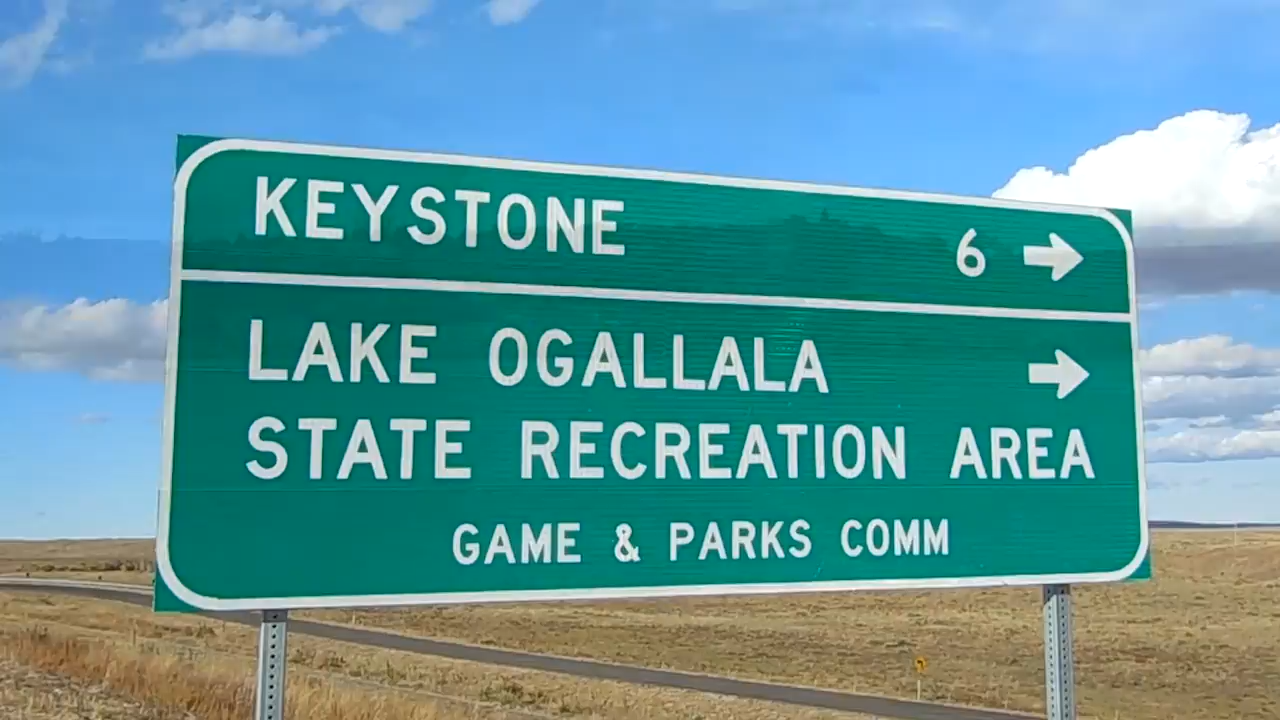 KEYSTONE 6 →
LAKE OGALLALA →
STATE RECREATION AREA
GAME & PARKS COMM